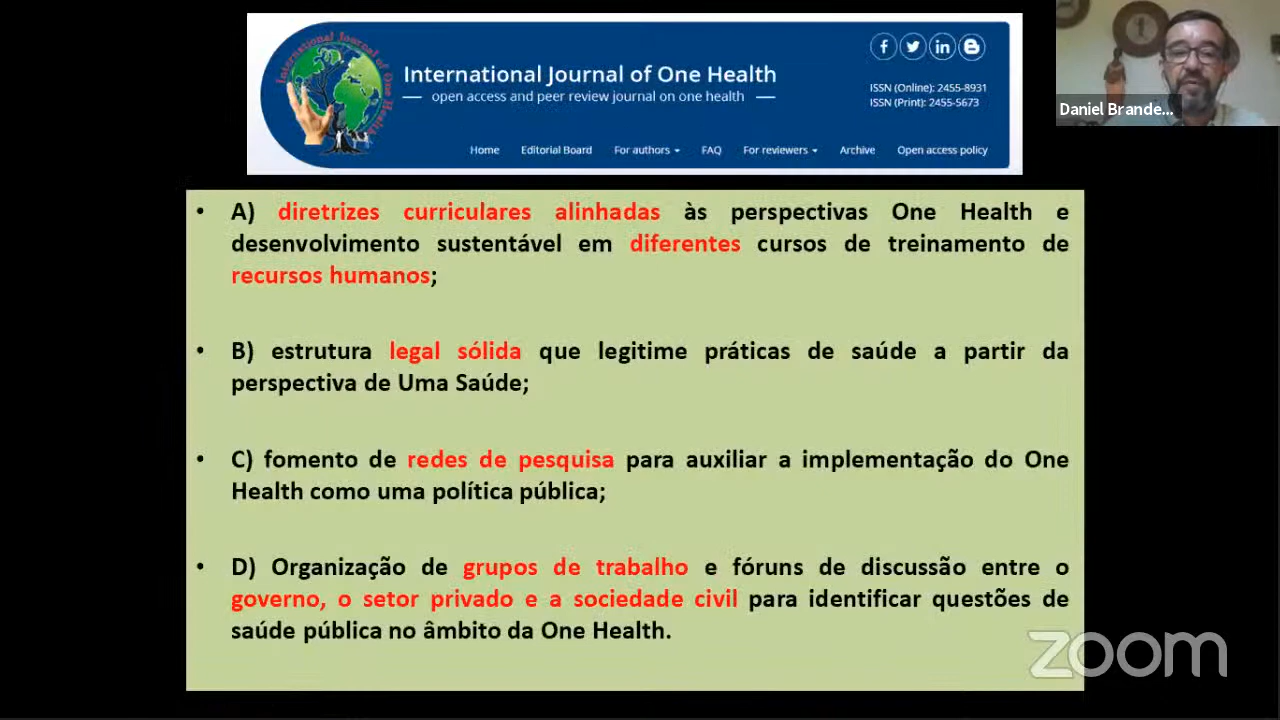 International Journal of One Health
International Journal of One Health
open access and peer review journal on one health
ISSN (Online): 2455-8931
ISSN (Print): 2455-5673
Home Editorial Board For authors FAQ For reviewers Archive Open access policy
Daniel Brande...
• A) diretrizes curriculares alinhadas às perspectivas One Health e
desenvolvimento sustentável em diferentes cursos de treinamento de
recursos humanos;
• B) estrutura legal sólida que legitime práticas de saúde a partir da
perspectiva de Uma Saúde;
• C) fomento de redes de pesquisa para auxiliar a implementação do One
Health como uma política pública;
• D) Organização de grupos de trabalho e fóruns de discussão entre o
governo, o setor privado e a sociedade civil para identificar questões de
saúde pública no âmbito da One Health.
zoom